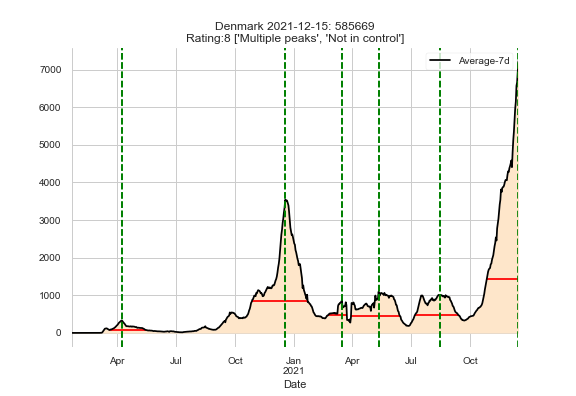 Denmark 2021-12-15: 585669
Rating:8 ['Multiple peaks', 'Not in control']
Average-7d
7000
6000
5000
4000
3000
2000
1000
0
Apr Jul Oct Jan Apr Jul Oct
2021
Date